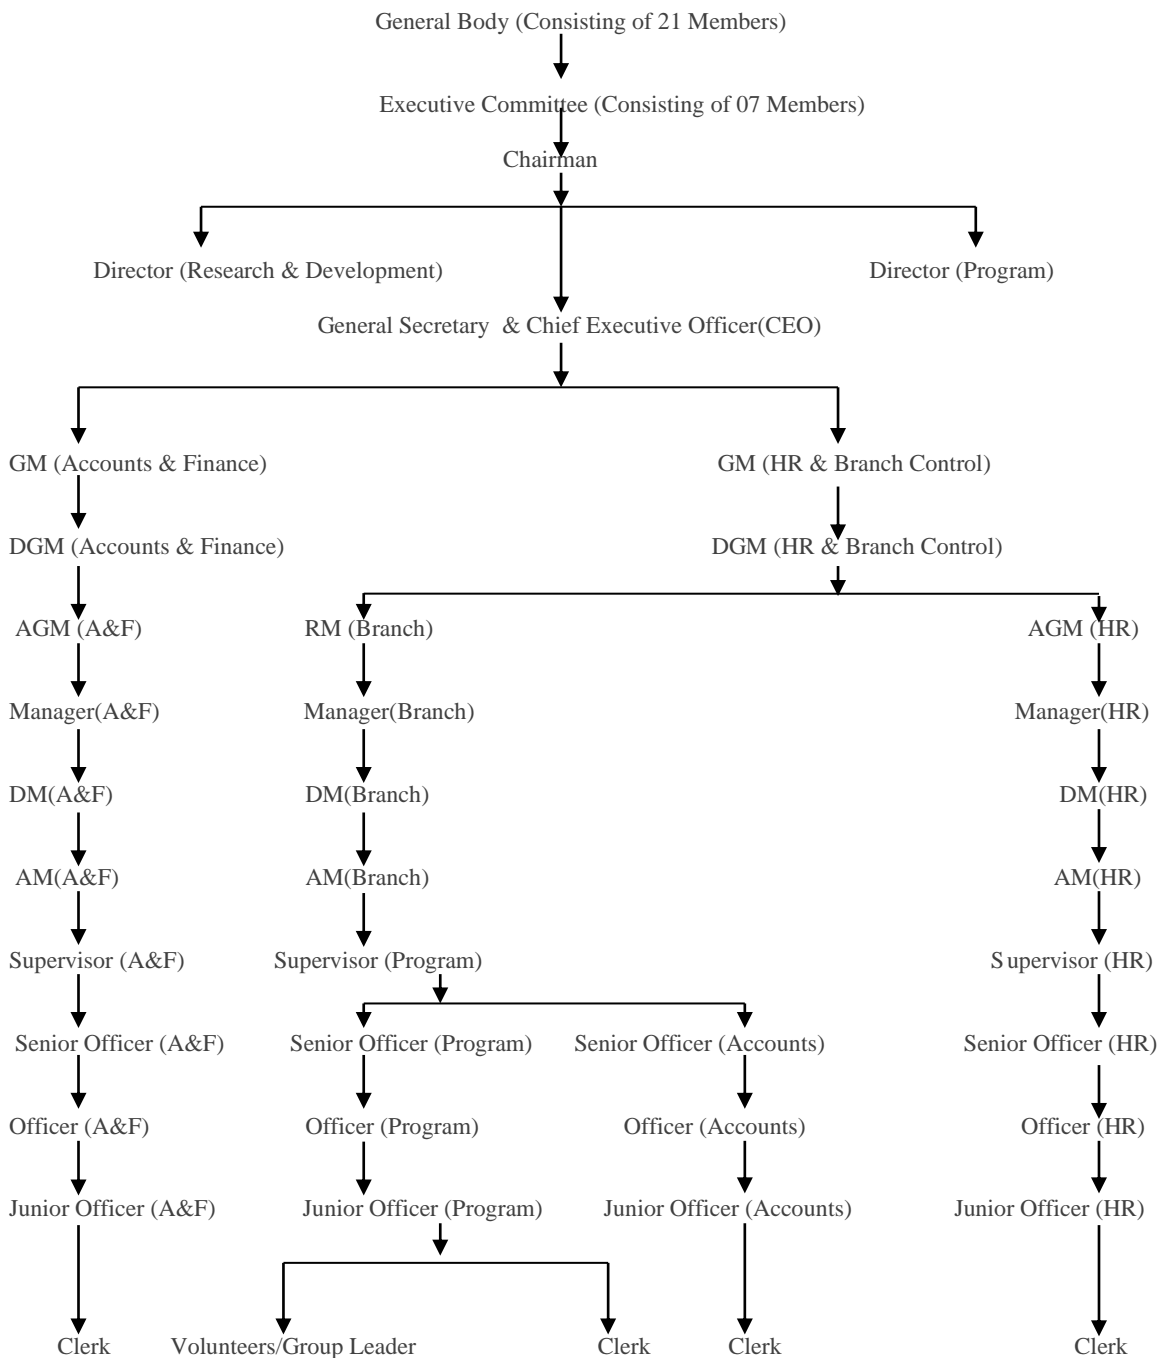 General Body (Consisting of 21 Members)
Executive Committee (Consisting of 07 Members)
Chairman
Director (Research & Development)
Director (Program)
General Secretary & Chief Executive Officer(CEO)
GM (Accounts & Finance)
GM (HR & Branch Control)
DGM (Accounts & Finance)
DGM (HR & Branch Control)
AGM (A&F)
RM (Branch)
AGM (HR)
Manager(A&F)
Manager(Branch)
Manager(HR)
DM(A&F)
DM(Branch)
DM(HR)
AM(A&F)
AM(Branch)
AM(HR)
Supervisor (A&F)
Supervisor (Program)
Supervisor (HR)
Senior Officer (A&F)
Senior Officer (Program)
Senior Officer (Accounts)
Senior Officer (HR)
Officer (A&F)
Officer (Program)
Officer (Accounts)
Officer (HR)
Junior Officer (A&F)
Junior Officer (Program)
Junior Officer (Accounts)
Junior Officer (HR)
Clerk
Volunteers/Group Leader
Clerk
Clerk
Clerk